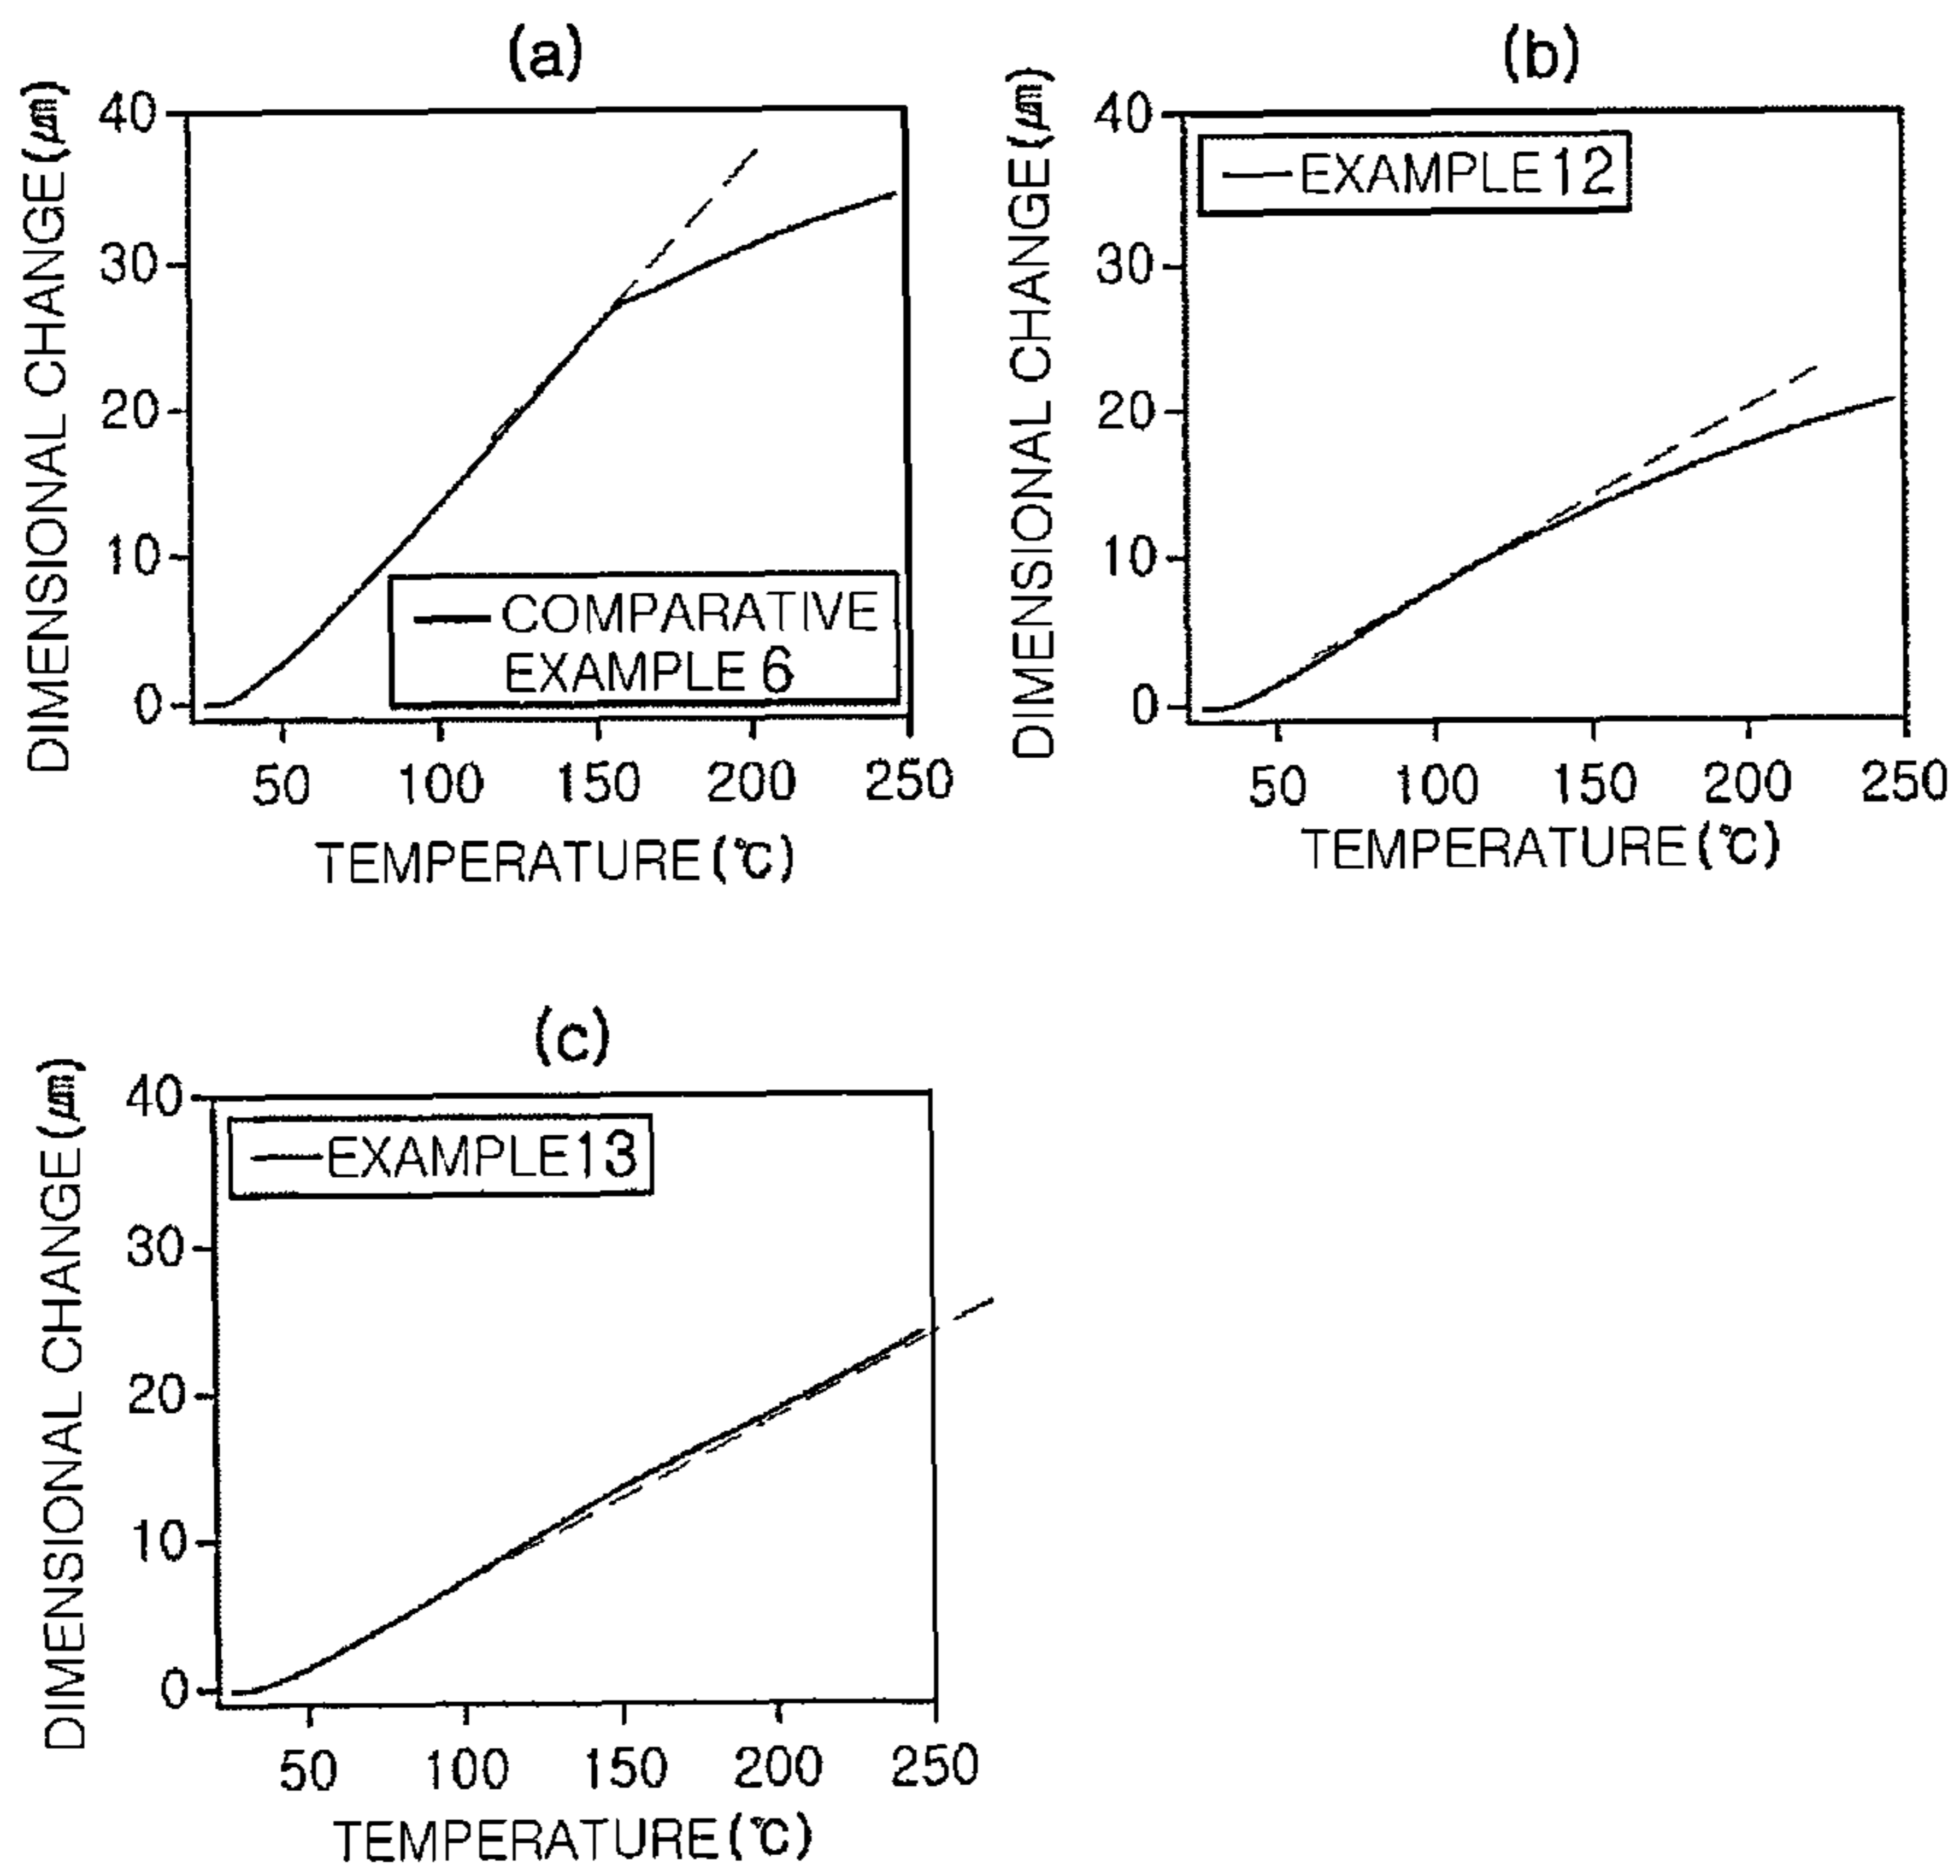 (a)
DIMENSIONAL CHANGE(㎛)
40
30
20
10
0
COMPARATIVE
EXAMPLE 6
50 100 150 200 250
TEMPERATURE(℃)
(b)
DIMENSIONAL CHANGE(㎛)
40
30
20
10
0
EXAMPLE12
50 100 150 200 250
TEMPERATURE(℃)
(c)
DIMENSIONAL CHANGE(㎛)
40
30
20
10
0
EXAMPLE13
50 100 150 200 250
TEMPERATURE(℃)